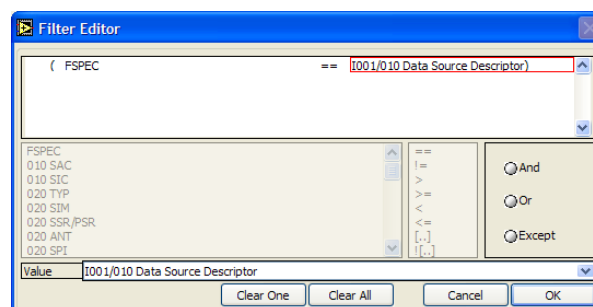 Filter Editor
( FSPEC == I001/010 Data Source Descriptor)
FSPEC
010 SAC
010 SIC
020 TYP
020 SIM
020 SSR/PSR
020 ANT
020 SPI
==
!=
>
>=
<
<=
[..]
![..]
And
Or
Except
Value I001/010 Data Source Descriptor
Clear One Clear All Cancel OK